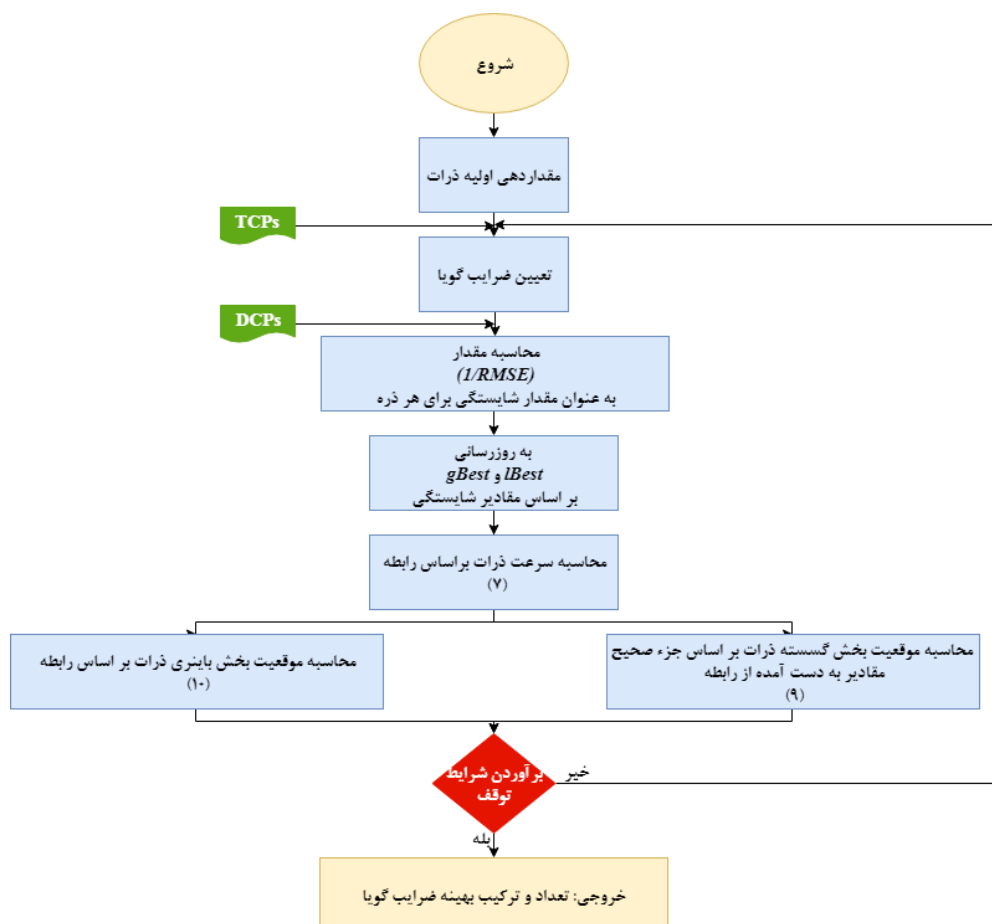 شروع
مقداردهی اولیه ذرات
TCPs
تعیین ضرایب گویا
DCPs
محاسبه مقدار
(1/RMSE)
به عنوان مقدار شایستگی برای هر ذره
به روزرسانی
gBest و lBest
بر اساس مقادیر شایستگی
محاسبه سرعت ذرات براساس رابطه
(۷)
محاسبه موقعیت بخش گسسته ذرات بر اساس جزء صحیح
مقادیر به دست آمده از رابطه
(۹)
محاسبه موقعیت بخش باینری ذرات بر اساس رابطه
(۱۰)
برآوردن شرایط
توقف
خیر
بله
خروجی: تعداد و ترکیب بهینه ضرایب گویا